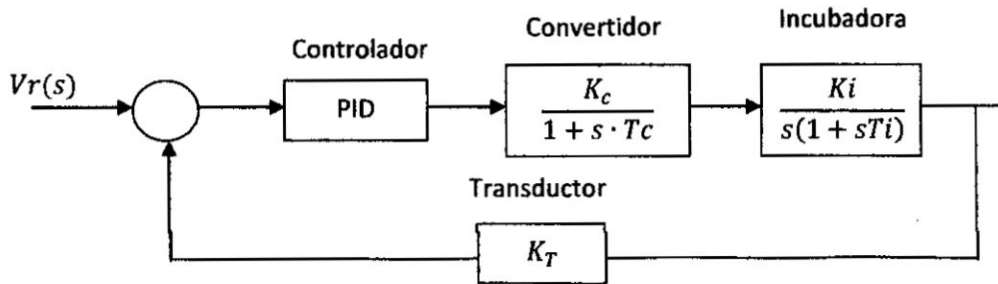 Controlador
Convertidor
Incubadora
Vr(s)
PID
K_c
1 + s · Tc
Ki
s(1 + sTi)
Transductor
K_T